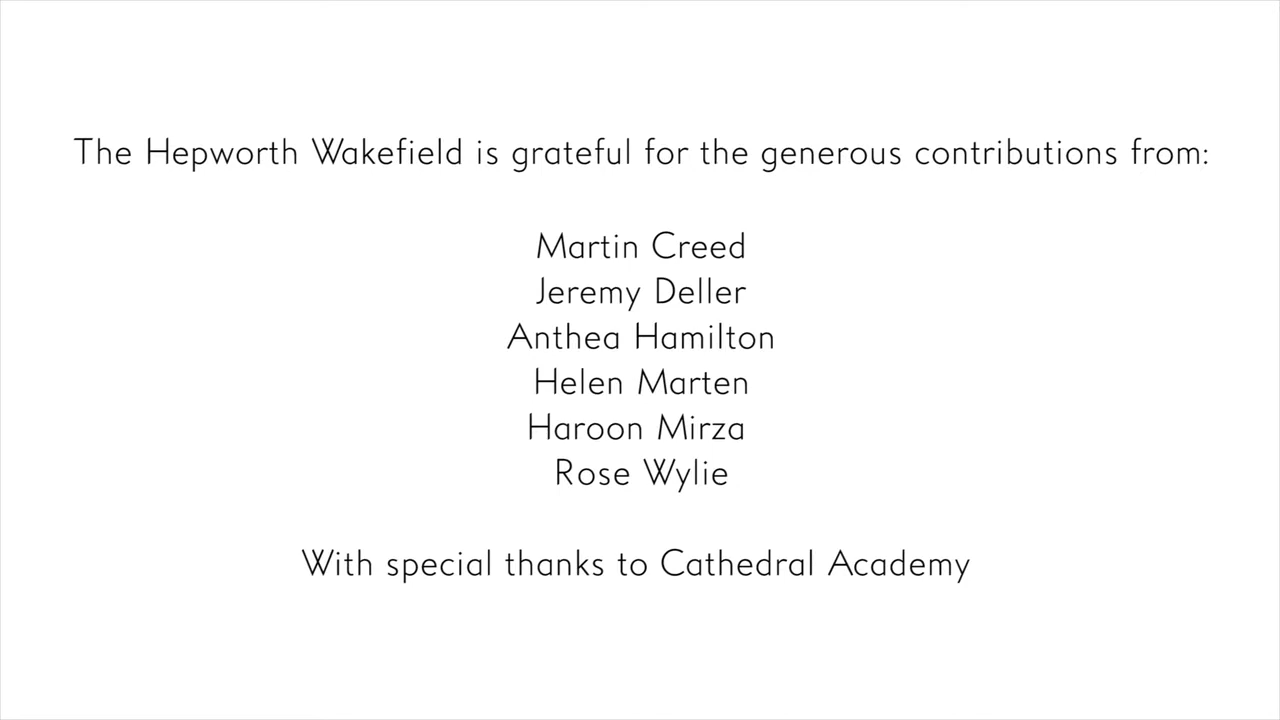 The Hepworth Wakefield is grateful for the generous contributions from:
Martin Creed
Jeremy Deller
Anthea Hamilton
Helen Marten
Haroon Mirza
Rose Wylie
With special thanks to Cathedral Academy